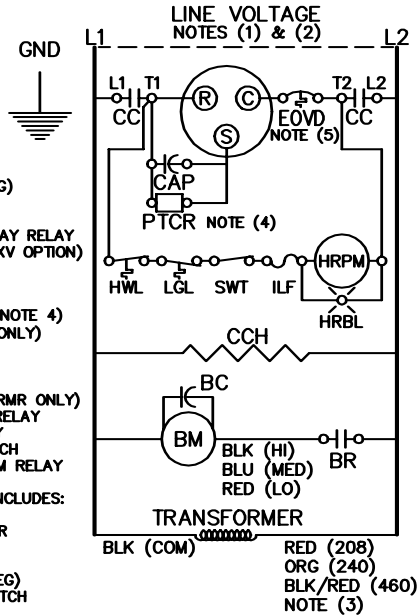 LINE VOLTAGE
NOTES (1) & (2)
L1
L2
GND
L1 T1
T2 L2
CC
R
C
S
EOVD
CC
NOTE (5)
CAP
PTCR NOTE (4)
HWL LGL SWT ILF
HRPM
HRBL
CCH
BC
BM
BLK (HI)
BLU (MED)
RED (LO)
BR
TRANSFORMER
BLK (COM)
RED (208)
ORG (240)
BLK/RED (460)
NOTE (3)
G)
AY RELAY
XV OPTION)
NOTE 4)
ONLY)
RMR ONLY)
RELAY
Y
CH
M RELAY
NCLUDES:
R
EG)
TCH